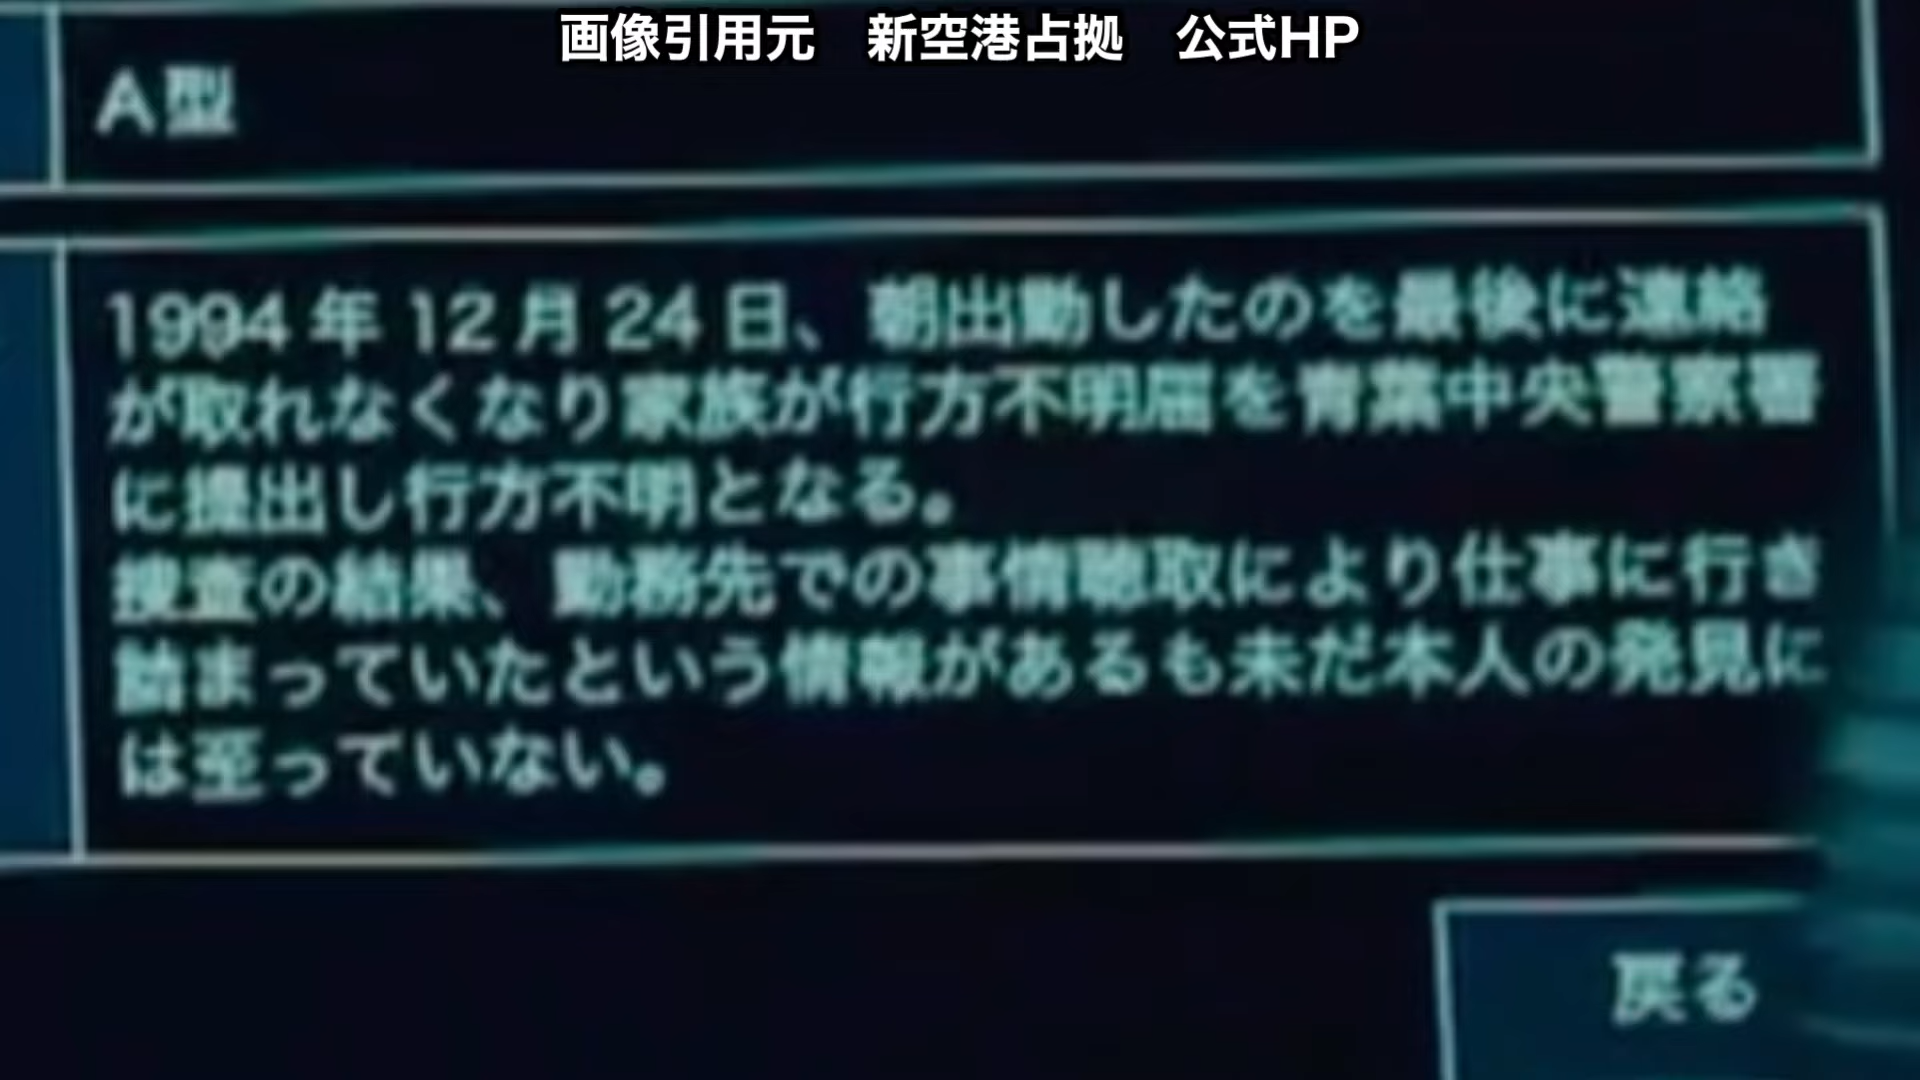 画像引用元　新空港占拠　公式HP
A型
1994年12月24日、朝出勤したのを最後に連絡
が取れなくなり家族が行方不明届を青葉中央警察署
に提出し行方不明となる。
捜査の結果、勤務先での事情聴取により仕事に行き
詰まっていたという情報があるも未だ本人の発見に
は至っていない。
戻る